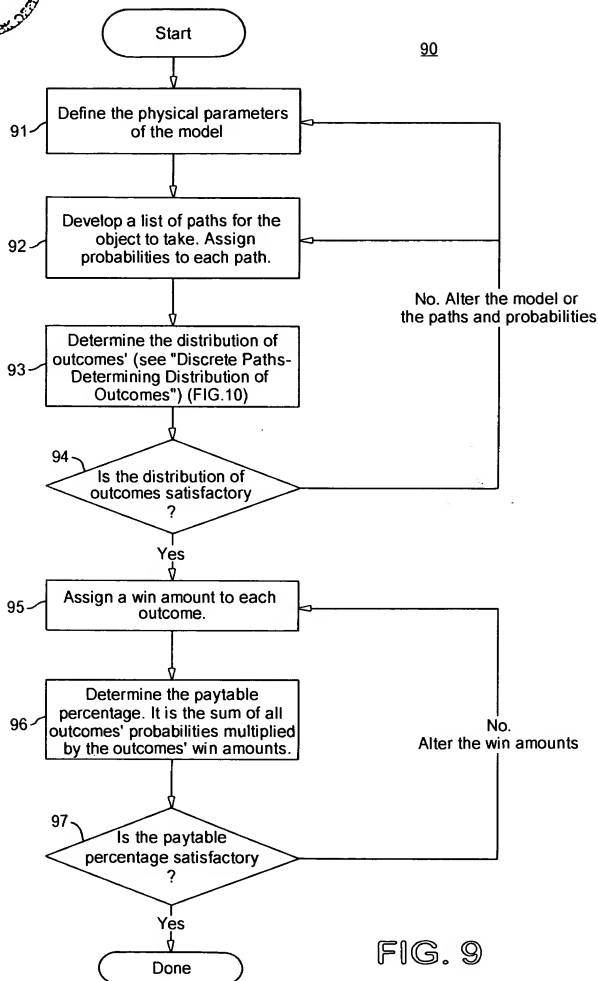 Start
90
91
Define the physical parameters
of the model
92
Develop a list of paths for the
object to take. Assign
probabilities to each path.
No. Alter the model or
the paths and probabilities
93
Determine the distribution of
outcomes' (see "Discrete Paths-
Determining Distribution of
Outcomes") (FIG.10)
94
Is the distribution of
outcomes satisfactory
?
Yes
95
Assign a win amount to each
outcome.
96
Determine the paytable
percentage. It is the sum of all
outcomes' probabilities multiplied
by the outcomes' win amounts.
No.
Alter the win amounts
97
Is the paytable
percentage satisfactory
?
Yes
Done
FIG. 9